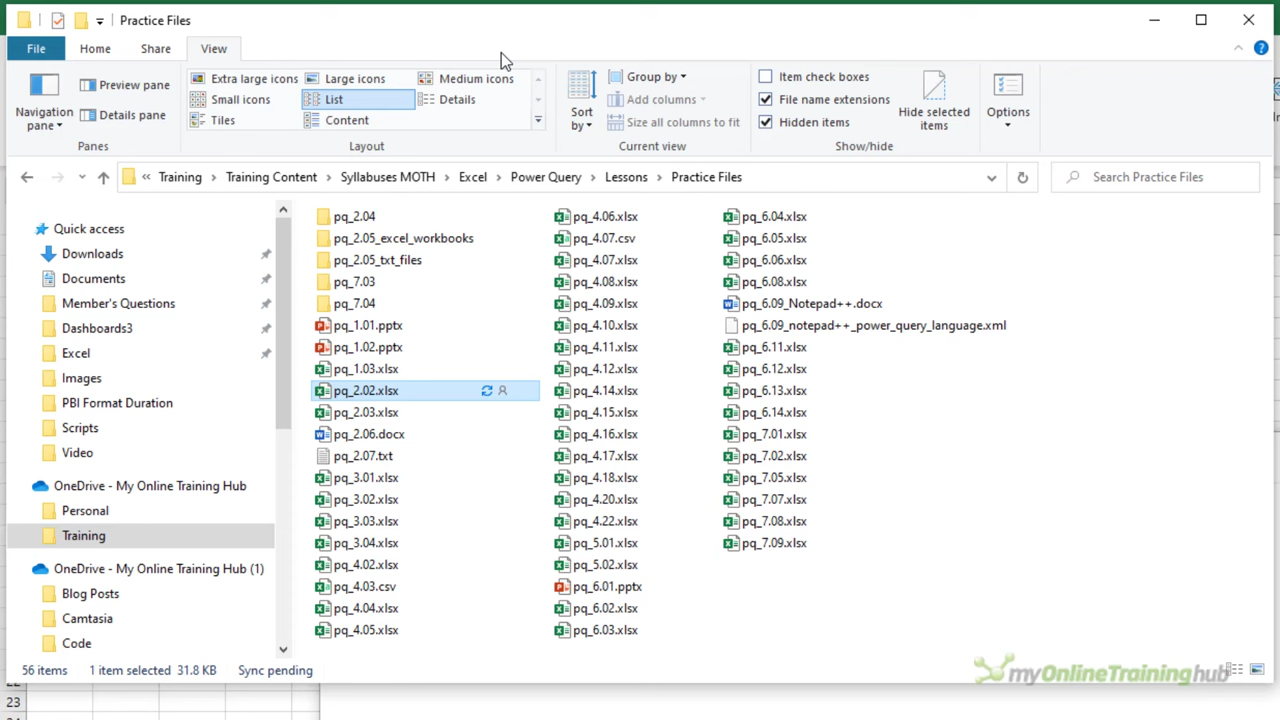 Practice Files
File Home Share View
Navigation pane
Preview pane
Details pane
Panes
Extra large icons Large icons Medium icons
Small icons List Details
Tiles Content
Layout
Sort by
Group by
Add columns
Size all columns to fit
Current view
Item check boxes
File name extensions
Hidden items
Hide selected items
Show/hide
Options
« Training > Training Content > Syllabuses MOTH > Excel > Power Query > Lessons > Practice Files
Search Practice Files
Quick access
Downloads
Documents
Member's Questions
Dashboards3
Excel
Images
PBI Format Duration
Scripts
Video
OneDrive - My Online Training Hub
Personal
Training
OneDrive - My Online Training Hub (1)
Blog Posts
Camtasia
Code
pq_2.04
pq_2.05_excel_workbooks
pq_2.05_txt_files
pq_7.03
pq_7.04
pq_1.01.pptx
pq_1.02.pptx
pq_1.03.xlsx
pq_2.02.xlsx
pq_2.03.xlsx
pq_2.06.docx
pq_2.07.txt
pq_3.01.xlsx
pq_3.02.xlsx
pq_3.03.xlsx
pq_3.04.xlsx
pq_4.02.xlsx
pq_4.03.csv
pq_4.04.xlsx
pq_4.05.xlsx
pq_4.06.xlsx
pq_4.07.csv
pq_4.07.xlsx
pq_4.08.xlsx
pq_4.09.xlsx
pq_4.10.xlsx
pq_4.11.xlsx
pq_4.12.xlsx
pq_4.14.xlsx
pq_4.15.xlsx
pq_4.16.xlsx
pq_4.17.xlsx
pq_4.18.xlsx
pq_4.20.xlsx
pq_4.22.xlsx
pq_5.01.xlsx
pq_5.02.xlsx
pq_6.01.pptx
pq_6.02.xlsx
pq_6.03.xlsx
pq_6.04.xlsx
pq_6.05.xlsx
pq_6.06.xlsx
pq_6.08.xlsx
pq_6.09_Notepad++.docx
pq_6.09_notepad++_power_query_language.xml
pq_6.11.xlsx
pq_6.12.xlsx
pq_6.13.xlsx
pq_6.14.xlsx
pq_7.01.xlsx
pq_7.02.xlsx
pq_7.05.xlsx
pq_7.07.xlsx
pq_7.08.xlsx
pq_7.09.xlsx
56 items 1 item selected 31.8 KB Sync pending
myOnlineTraininghub
23